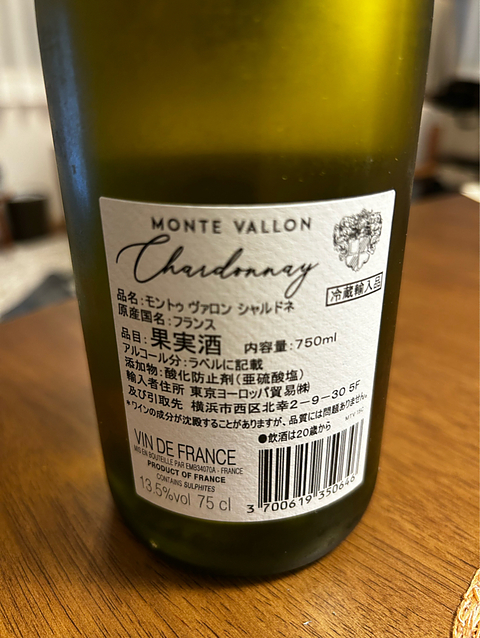 MONTE VALLON
Chardonnay
冷蔵輸入品
品名:モントゥ ヴァロン シャルドネ
原産国名:フランス
品目:果実酒 内容量:750ml
アルコール分:ラベルに記載
添加物:酸化防止剤(亜硫酸塩)
輸入者住所 東京ヨーロッパ貿易㈱
及び引取先 横浜市西区北幸2-9-30 5F
*ワインの成分が沈殿することがありますが、品質には問題ありません。
●飲酒は20歳から
VIN DE FRANCE
MIS EN BOUTEILLE PAR EMB34070A - FRANCE
PRODUCT OF FRANCE
CONTAINS SULPHITES
13,5%vol 75 cl
3 700619 350646